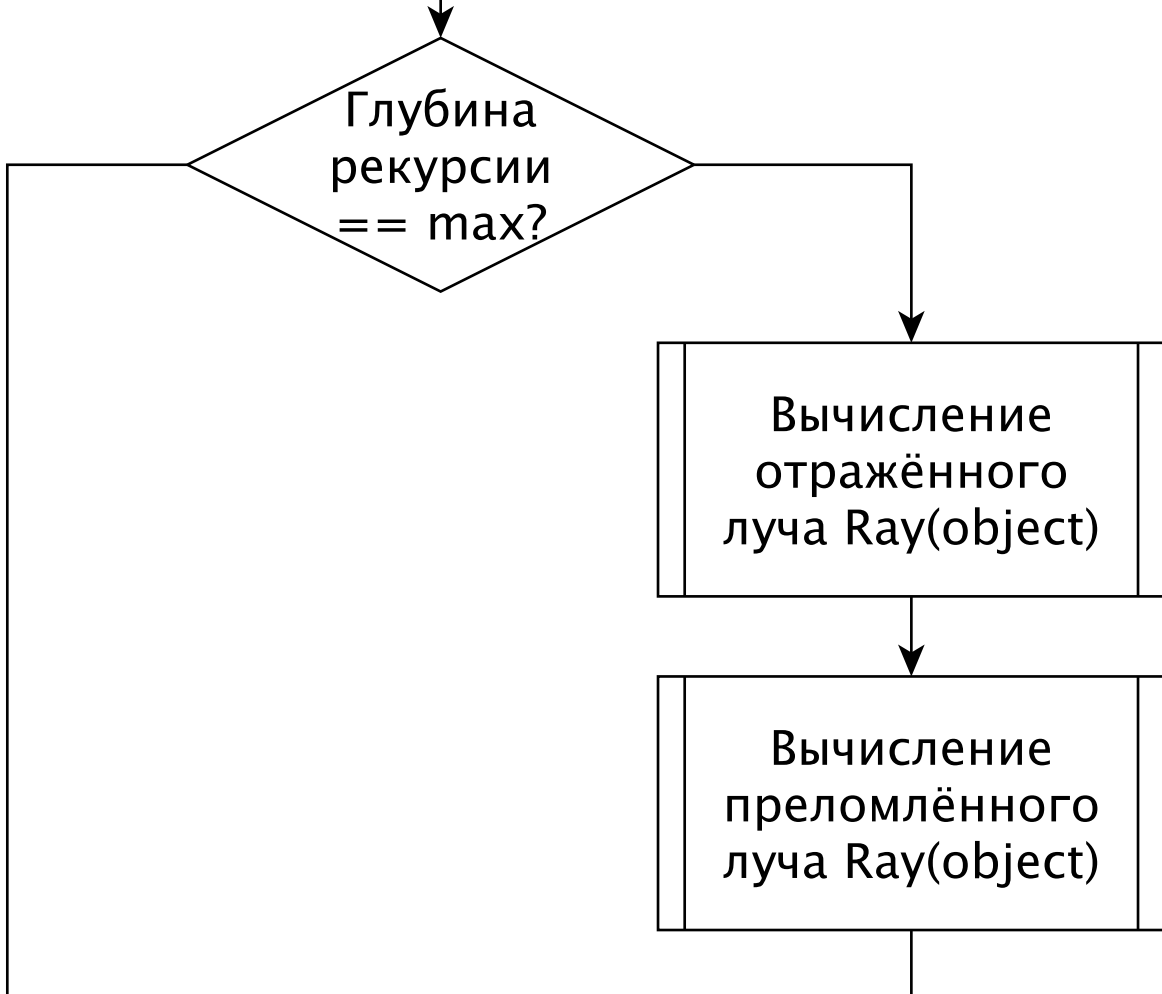 Глубина
рекурсии
== max?
Вычисление
отражённого
луча Ray(object)
Вычисление
преломлённого
луча Ray(object)